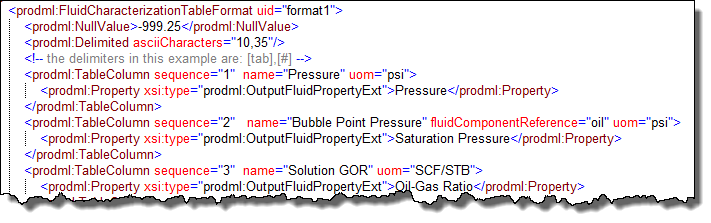 <prodml:FluidCharacterizationTableFormat uid="format1">
<prodml:NullValue>-999.25</prodml:NullValue>
<prodml:Delimited asciiCharacters="10,35"/>
<!-- the delimiters in this example are: [tab],[#] -->
<prodml:TableColumn sequence="1" name="Pressure" uom="psi">
<prodml:Property xsi:type="prodml:OutputFluidPropertyExt">Pressure</prodml:Property>
</prodml:TableColumn>
<prodml:TableColumn sequence="2" name="Bubble Point Pressure" fluidComponentReference="oil" uom="psi">
<prodml:Property xsi:type="prodml:OutputFluidPropertyExt">Saturation Pressure</prodml:Property>
</prodml:TableColumn>
<prodml:TableColumn sequence="3" name="Solution GOR" uom="SCF/STB">
<prodml:Property xsi:type="prodml:OutputFluidPropertyExt">Oil-Gas Ratio</prodml:Property>